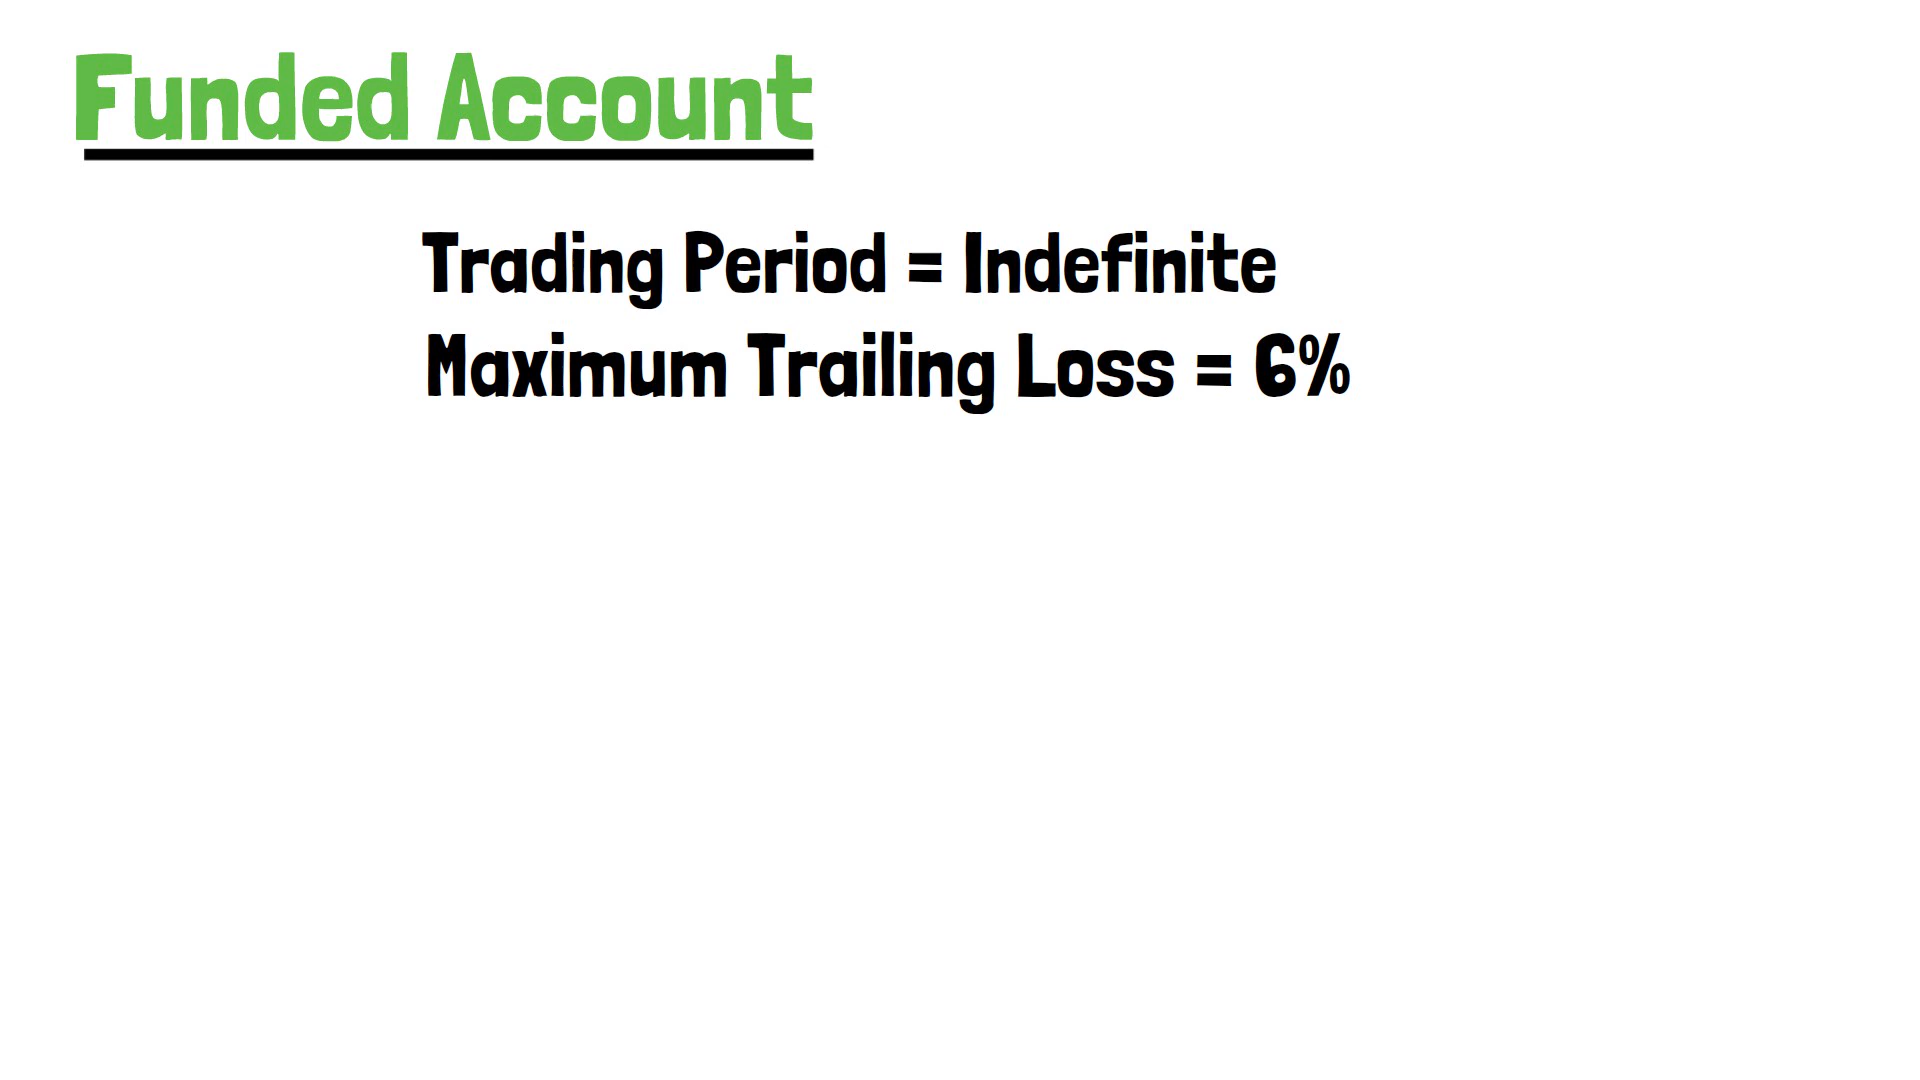 Funded Account
Trading Period = Indefinite
Maximum Trailing Loss = 6%